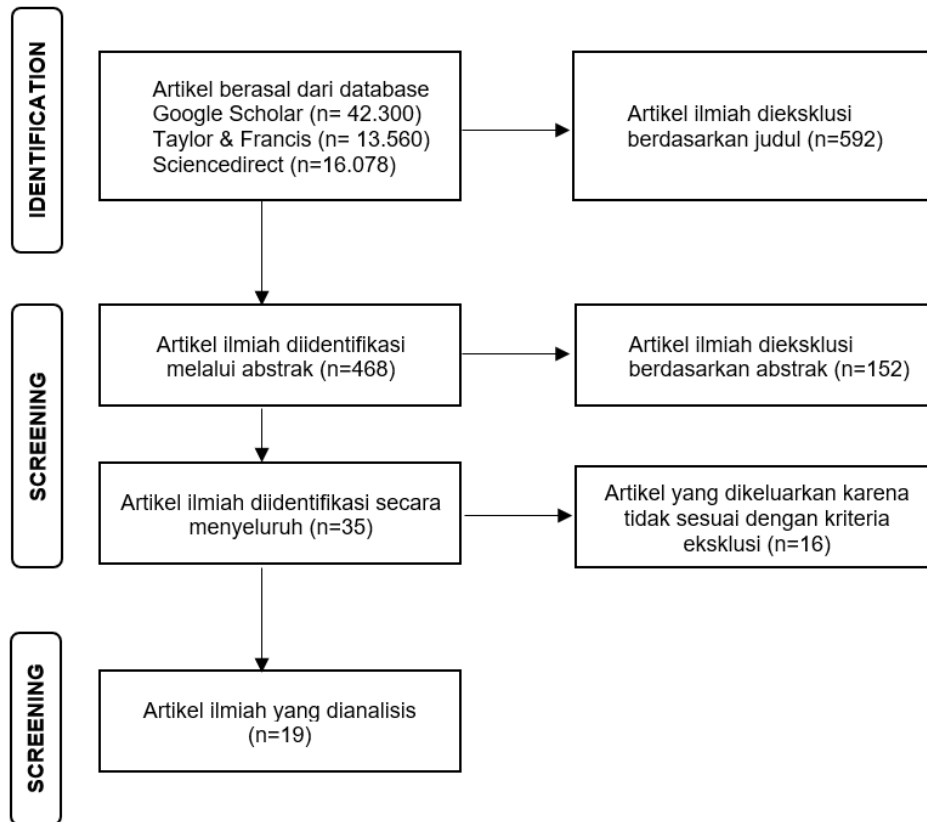 IDENTIFICATION
Artikel berasal dari database
Google Scholar (n= 42.300)
Taylor & Francis (n= 13.560)
Sciencedirect (n=16.078)
Artikel ilmiah dieksklusi
berdasarkan judul (n=592)
SCREENING
Artikel ilmiah diidentifikasi
melalui abstrak (n=468)
Artikel ilmiah dieksklusi
berdasarkan abstrak (n=152)
Artikel ilmiah diidentifikasi secara
menyeluruh (n=35)
Artikel yang dikeluarkan karena
tidak sesuai dengan kriteria
eksklusi (n=16)
SCREENING
Artikel ilmiah yang dianalisis
(n=19)